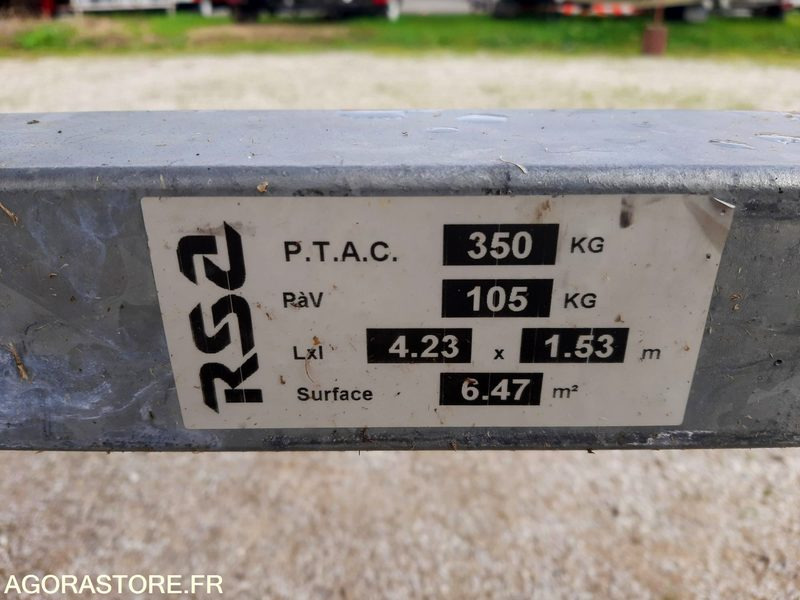 RSA
P.T.A.C. 350 KG
PàV 105 KG
Lxl 4.23 x 1.53 m
Surface 6.47 m²
AGORASTORE.FR